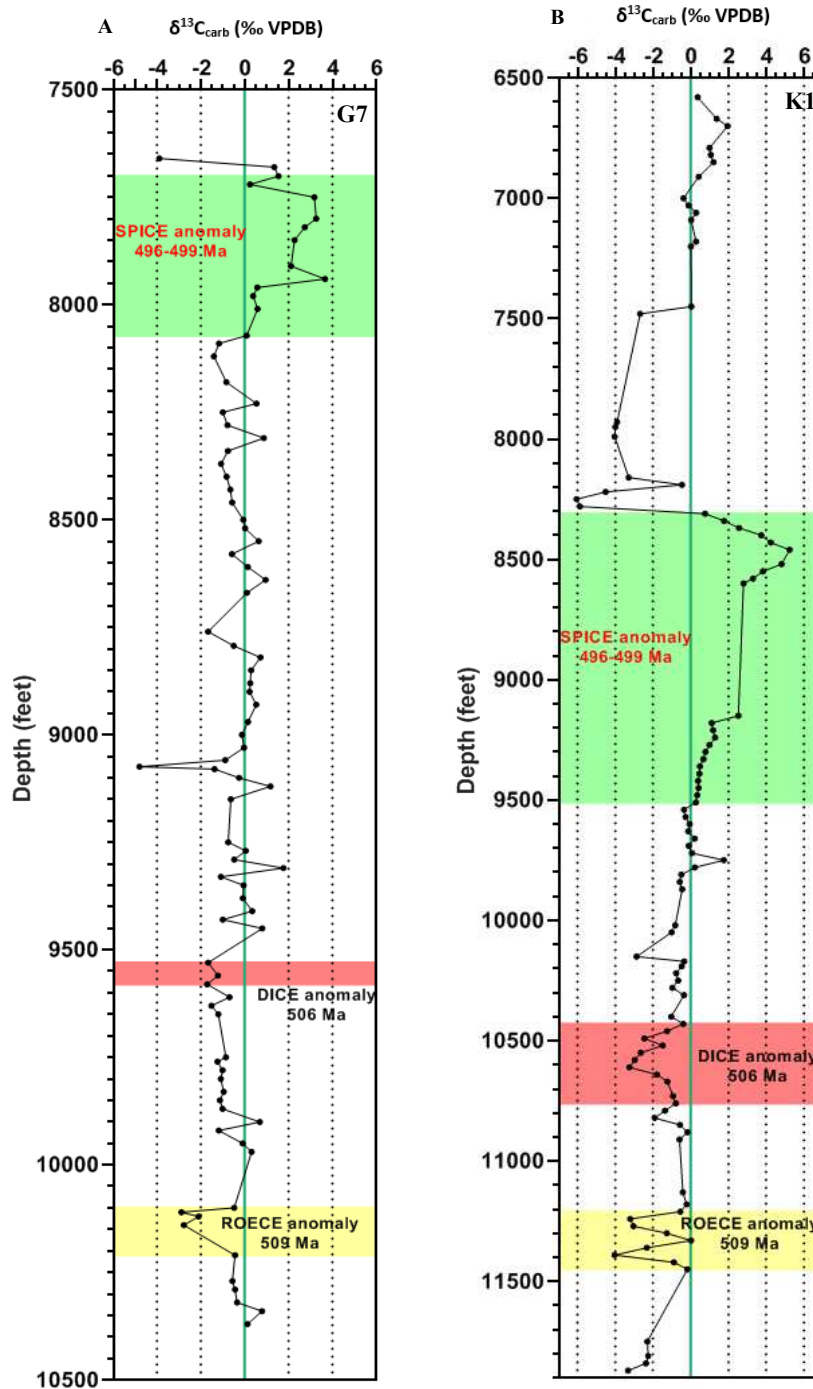 A
δ13Ccarb (‰ VPDB)
-6 -4 -2 0 2 4 6
7500
G7
SPICE anomaly
496-499 Ma
8000
8500
Depth (feet)
9000
9500
DICE anomaly
506 Ma
10000
ROECE anomaly
509 Ma
10500
B
δ13Ccarb (‰ VPDB)
-6 -4 -2 0 2 4 6
6500
K1
7000
7500
8000
8500
SPICE anomaly
496-499 Ma
Depth (feet)
9000
9500
10000
10500
DICE anomaly
506 Ma
11000
ROECE anomaly
509 Ma
11500